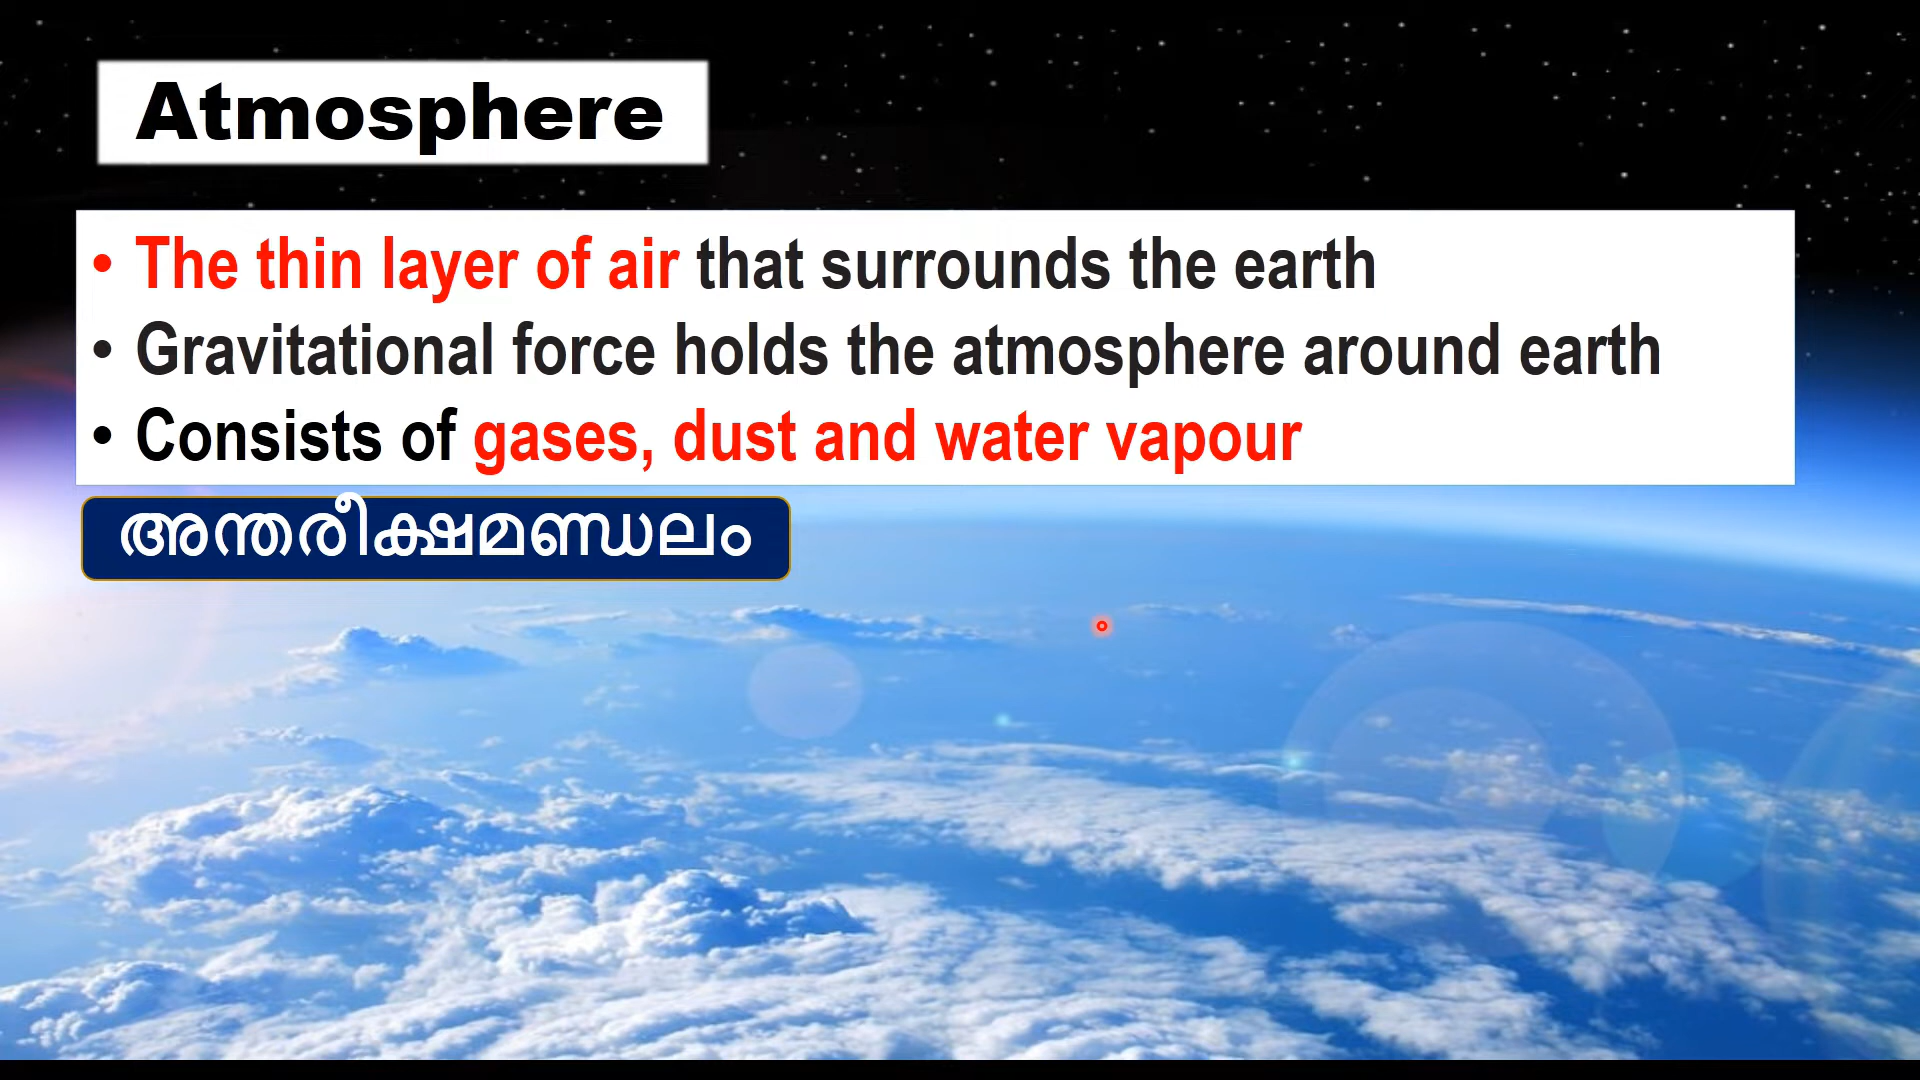 Atmosphere
• The thin layer of air that surrounds the earth
• Gravitational force holds the atmosphere around earth
• Consists of gases, dust and water vapour
അന്തരീക്ഷമണ്ഡലം